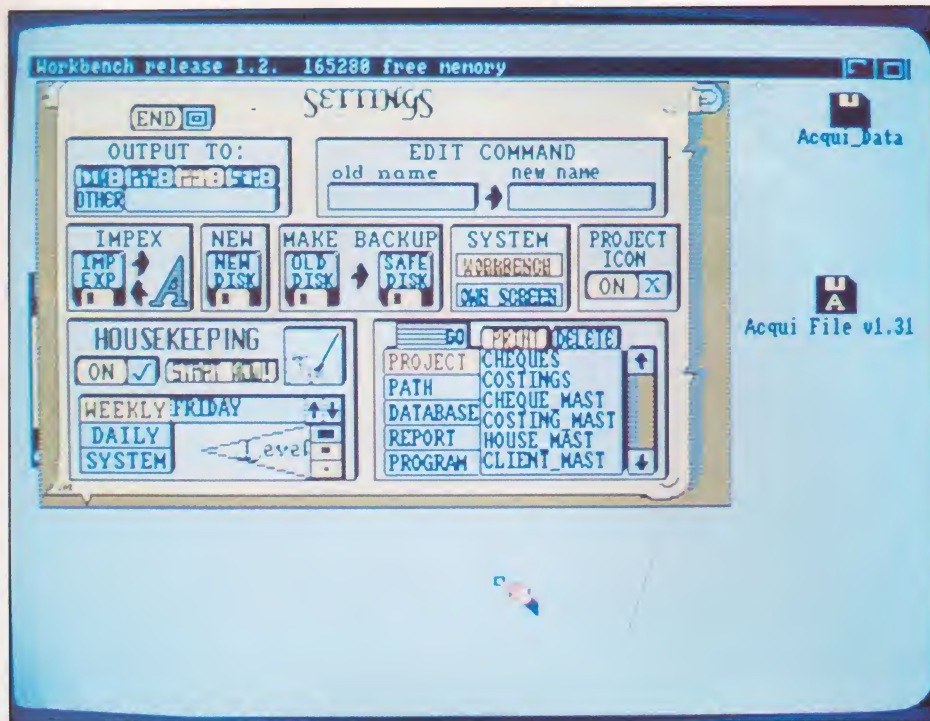 Workbench release 1.2. 165280 free memory
SETTINGS
END
Acqui_Data
OUTPUT TO:
OTHER
EDIT COMMAND
old name new name
IMPEX
IMP
EXP
NEW
NEW
DISK
MAKE BACKUP
OLD
DISK
SAFE
DISK
SYSTEM
WORKBENCH
OWN SCREEN
PROJECT
ICON
ON X
A
Acqui File v1.31
HOUSEKEEPING
ON
WEEKLY FRIDAY
DAILY
SYSTEM
Level
GO PRINT DELETE
PROJECT
PATH
DATABASE
REPORT
PROGRAM
CHEQUES
COSTINGS
CHEQUE_MAST
COSTING_MAST
HOUSE_MAST
CLIENT_MAST